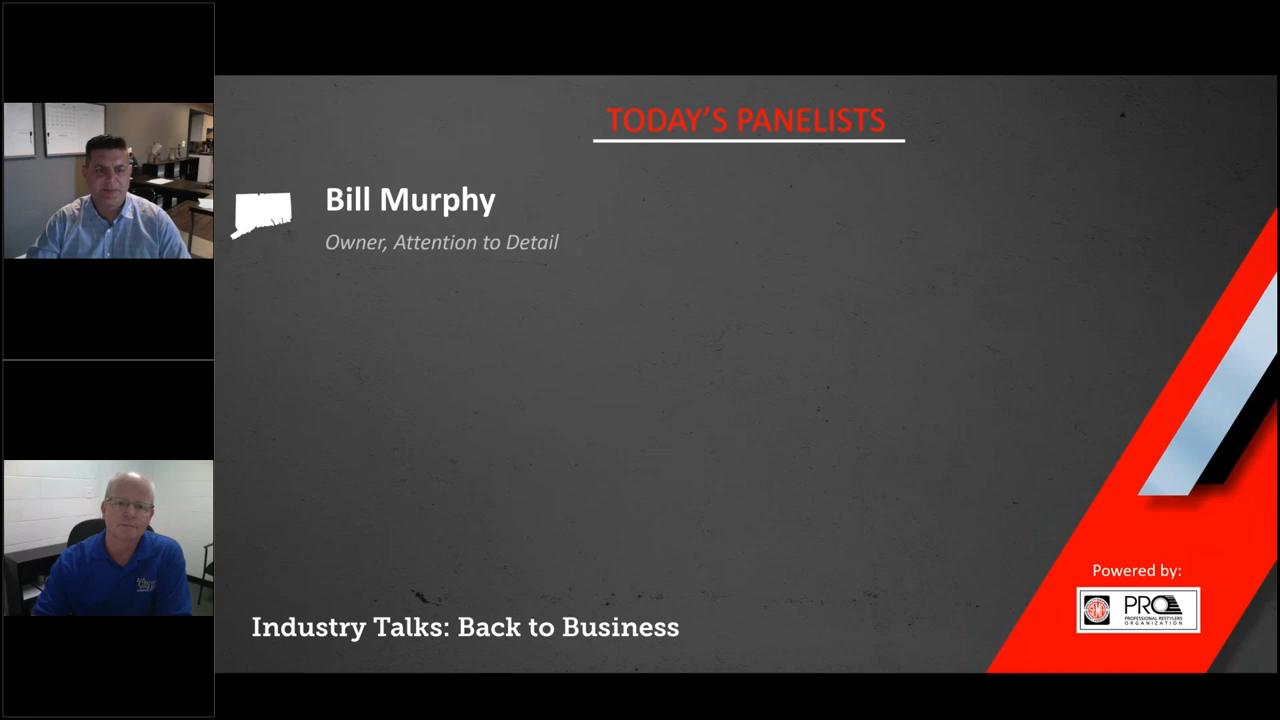 TODAY'S PANELISTS
Bill Murphy
Owner, Attention to Detail
Powered by:
SEMA
PRO
PROFESSIONAL RESTYLERS
ORGANIZATION
Industry Talks: Back to Business